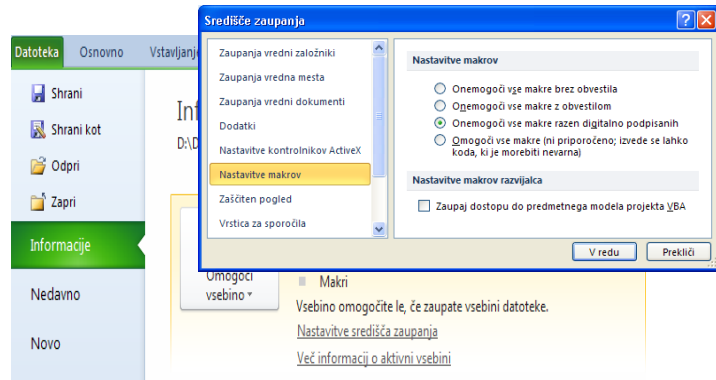 Središče zaupanja
Datoteka Osnovno Vstavljanje
Shrani
Shrani kot
Odpri
Zapri
Informacije
Nedavno
Novo
Inf
D:\D
Zaupanja vredni založniki
Zaupanja vredna mesta
Zaupanja vredni dokumenti
Dodatki
Nastavitve kontrolnikov ActiveX
Nastavitve makrov
Zaščiten pogled
Vrstica za sporočila
Nastavitve makrov
Onemogoči vse makre brez obvestila
Onemogoči vse makre z obvestilom
Onemogoči vse makre razen digitalno podpisanih
Omogoči vse makre (ni priporočeno; izvede se lahko
koda, ki je morebiti nevarna)
Nastavitve makrov razvijalca
Zaupaj dostopu do predmetnega modela projekta VBA
V redu Prekliči
Omogoči
vsebino
Makri
Vsebino omogočite le, če zaupate vsebini datoteke.
Nastavitve središča zaupanja
Več informacij o aktivni vsebini